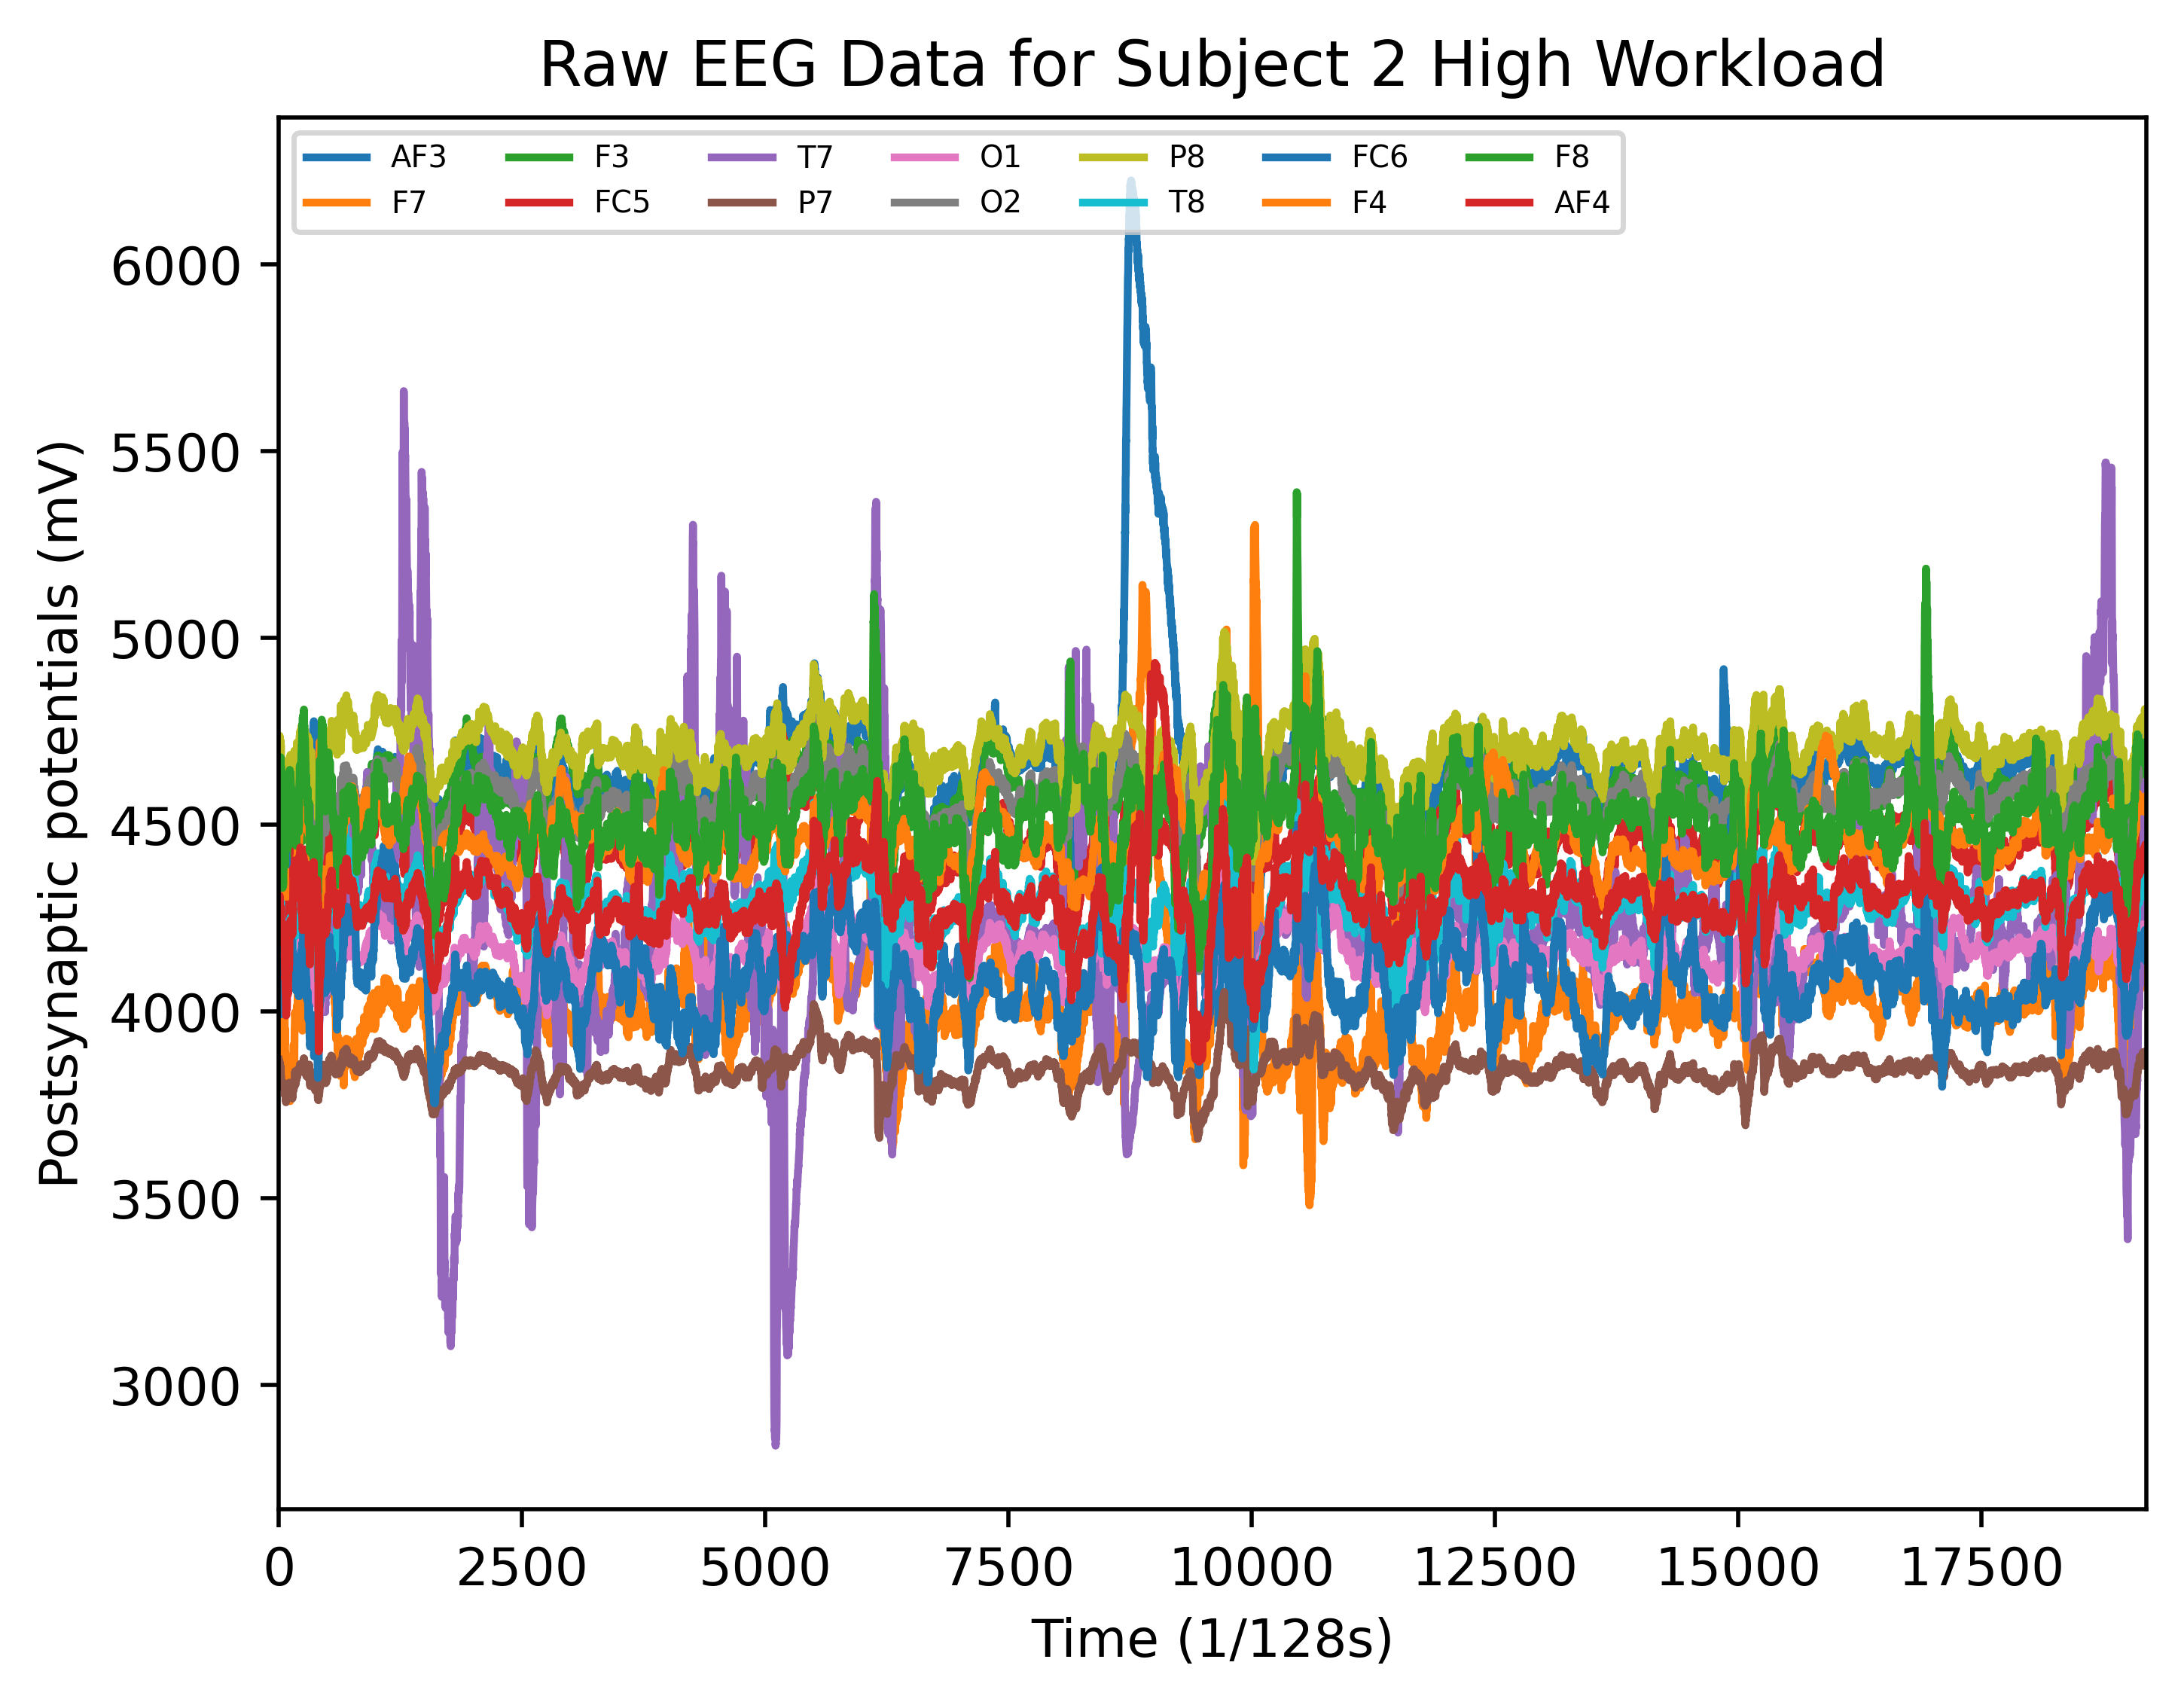 Raw EEG Data for Subject 2 High Workload
AF3 F3 T7 O1 P8 FC6 F8
F7 FC5 P7 O2 T8 F4 AF4
6000
5500
5000
4500
4000
3500
3000
Postsynaptic potentials (mV)
0 2500 5000 7500 10000 12500 15000 17500
Time (1/128s)